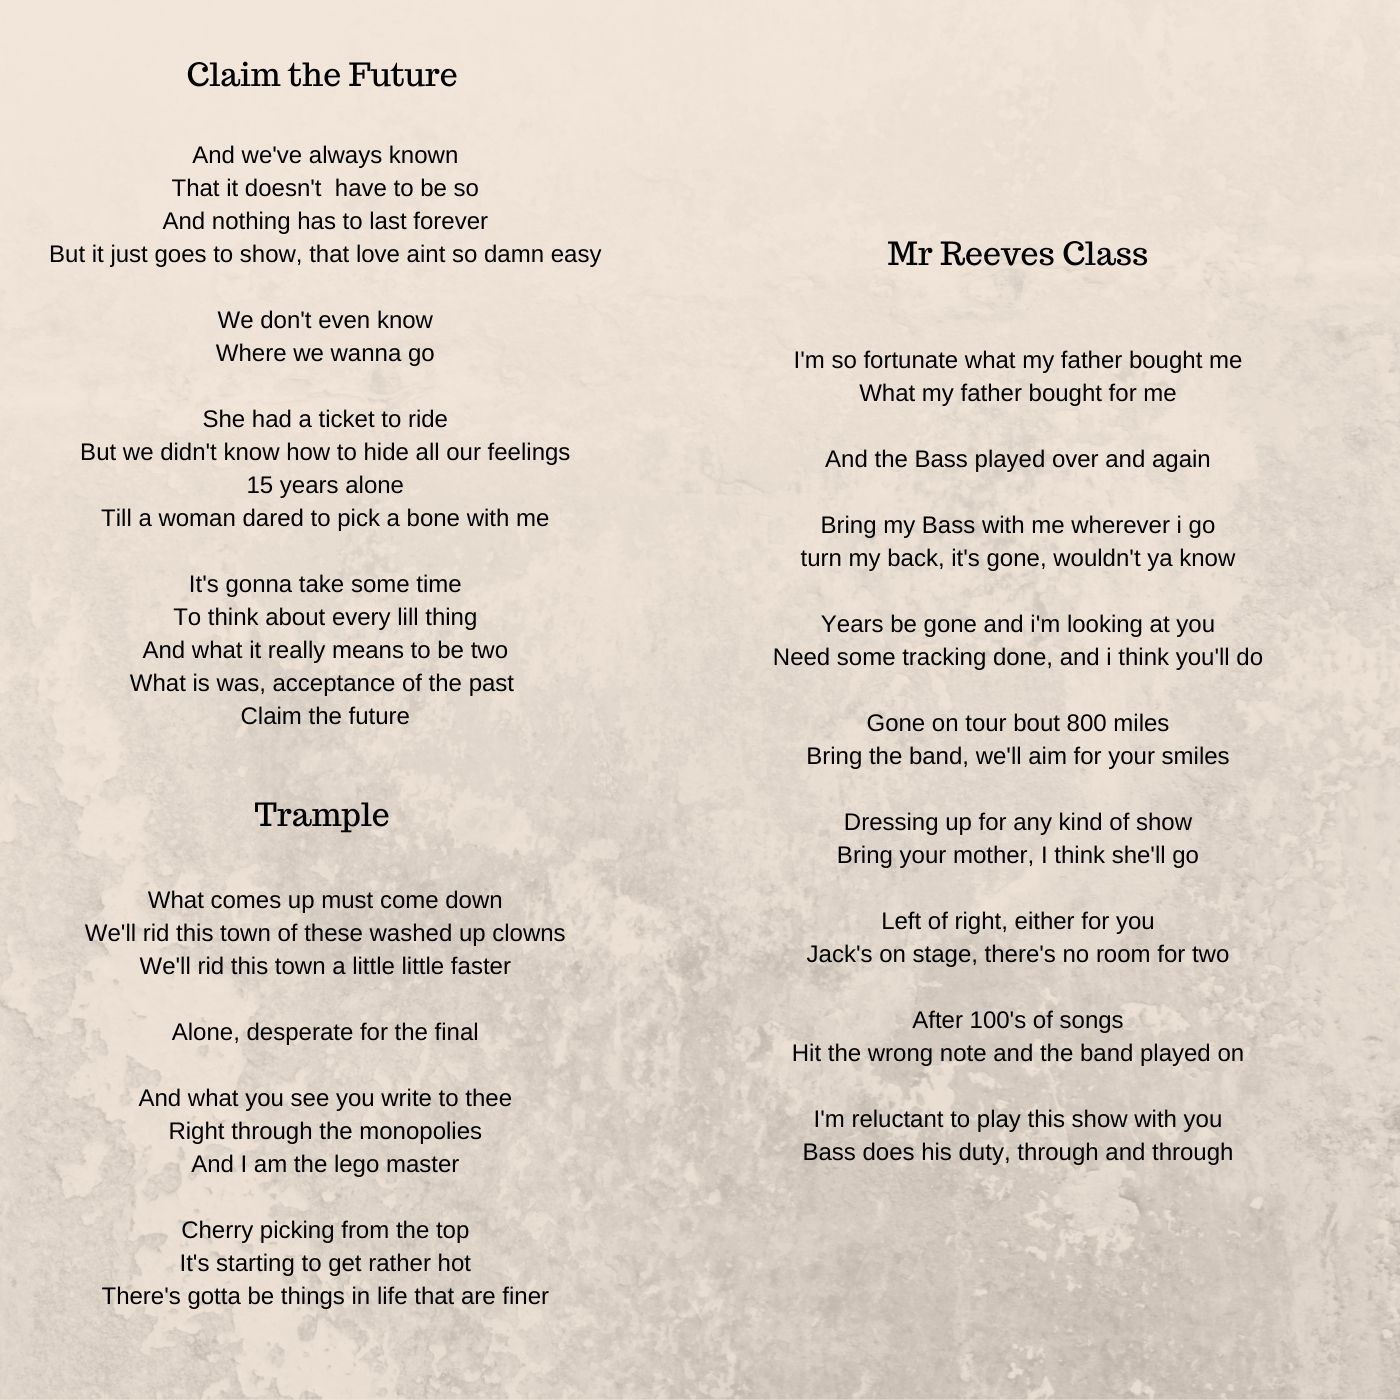 Claim the Future
And we've always known
That it doesn't  have to be so
And nothing has to last forever
But it just goes to show, that love aint so damn easy
We don't even know
Where we wanna go
She had a ticket to ride
But we didn't know how to hide all our feelings
15 years alone
Till a woman dared to pick a bone with me
It's gonna take some time
To think about every lill thing
And what it really means to be two
What is was, acceptance of the past
Claim the future
Trample
What comes up must come down
We'll rid this town of these washed up clowns
We'll rid this town a little little faster
Alone, desperate for the final
And what you see you write to thee
Right through the monopolies
And I am the lego master
Cherry picking from the top
It's starting to get rather hot
There's gotta be things in life that are finer
Mr Reeves Class
I'm so fortunate what my father bought me
What my father bought for me
And the Bass played over and again
Bring my Bass with me wherever i go
turn my back, it's gone, wouldn't ya know
Years be gone and i'm looking at you
Need some tracking done, and i think you'll do
Gone on tour bout 800 miles
Bring the band, we'll aim for your smiles
Dressing up for any kind of show
Bring your mother, I think she'll go
Left of right, either for you
Jack's on stage, there's no room for two
After 100's of songs
Hit the wrong note and the band played on
I'm reluctant to play this show with you
Bass does his duty, through and through